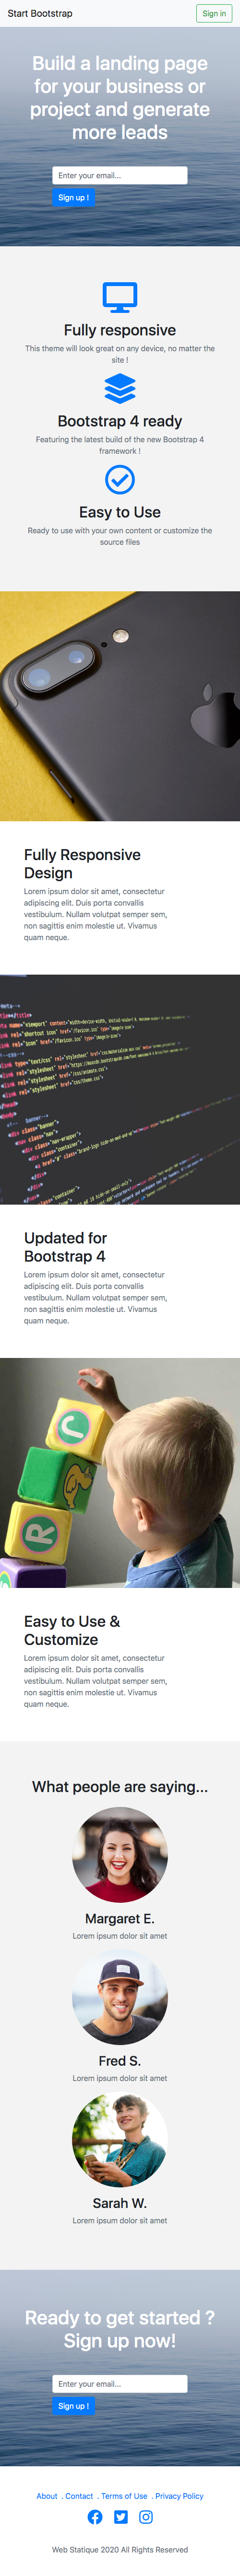 Start Bootstrap
Sign in
Build a landing page
for your business or
project and generate
more leads
Enter your email...
Sign up !
Fully responsive
This theme will look great on any device, no matter the
site !
Bootstrap 4 ready
Featuring the latest build of the new Bootstrap 4
framework !
Easy to Use
Ready to use with your own content or customize the
source files
Fully Responsive
Design
Lorem ipsum dolor sit amet, consectetur
adipiscing elit. Duis porta convallis
vestibulum. Nullam volutpat semper sem,
non sagittis enim molestie ut. Vivamus
quam neque.
Updated for
Bootstrap 4
Lorem ipsum dolor sit amet, consectetur
adipiscing elit. Duis porta convallis
vestibulum. Nullam volutpat semper sem,
non sagittis enim molestie ut. Vivamus
quam neque.
R
Easy to Use &
Customize
Lorem ipsum dolor sit amet, consectetur
adipiscing elit. Duis porta convallis
vestibulum. Nullam volutpat semper sem,
non sagittis enim molestie ut. Vivamus
quam neque.
What people are saying...
Margaret E.
Lorem ipsum dolor sit amet
Fred S.
Lorem ipsum dolor sit amet
Sarah W.
Lorem ipsum dolor sit amet
Ready to get started ?
Sign up now!
Enter your email...
Sign up !
About . Contact . Terms of Use . Privacy Policy
Web Statique 2020 All Rights Reserved